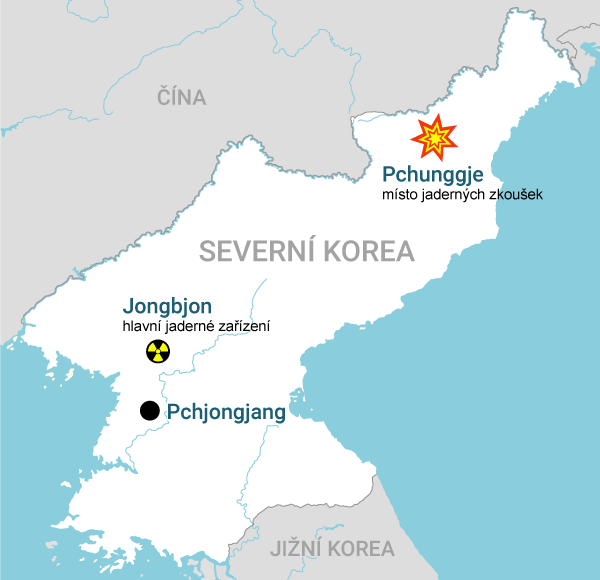 ČÍNA
Pchunggje
místo jaderných zkoušek
SEVERNÍ KOREA
Jongbjon
hlavní jaderné zařízení
Pchjongjang
JIŽNÍ KOREA